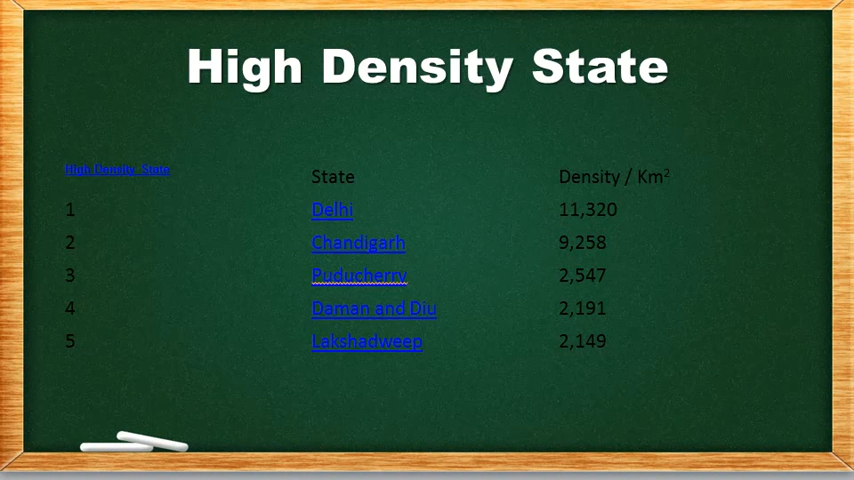 High Density State
High Density State State Density / Km²
1 Delhi 11,320
2 Chandigarh 9,258
3 Puducherry 2,547
4 Daman and Diu 2,191
5 Lakshadweep 2,149